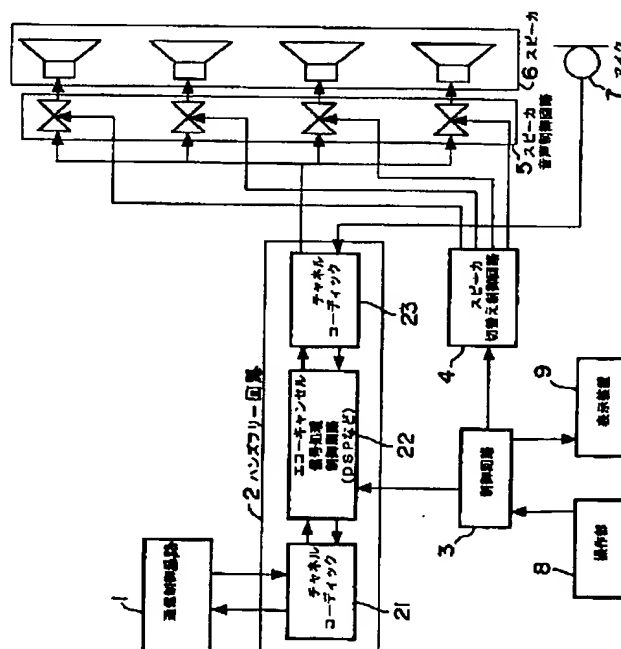 1
通信制御回路
2 ハンズフリー回路
チャネル
コーディック
21
エコーキャンセル
信号処理
制御回路
(DSPなど)
22
チャネル
コーディック
23
制御回路
3
スピーカ
切替え制御回路
4
5 スピーカ
音声制御回路
6 スピーカ
7 マイク
操作部
8
表示装置
9